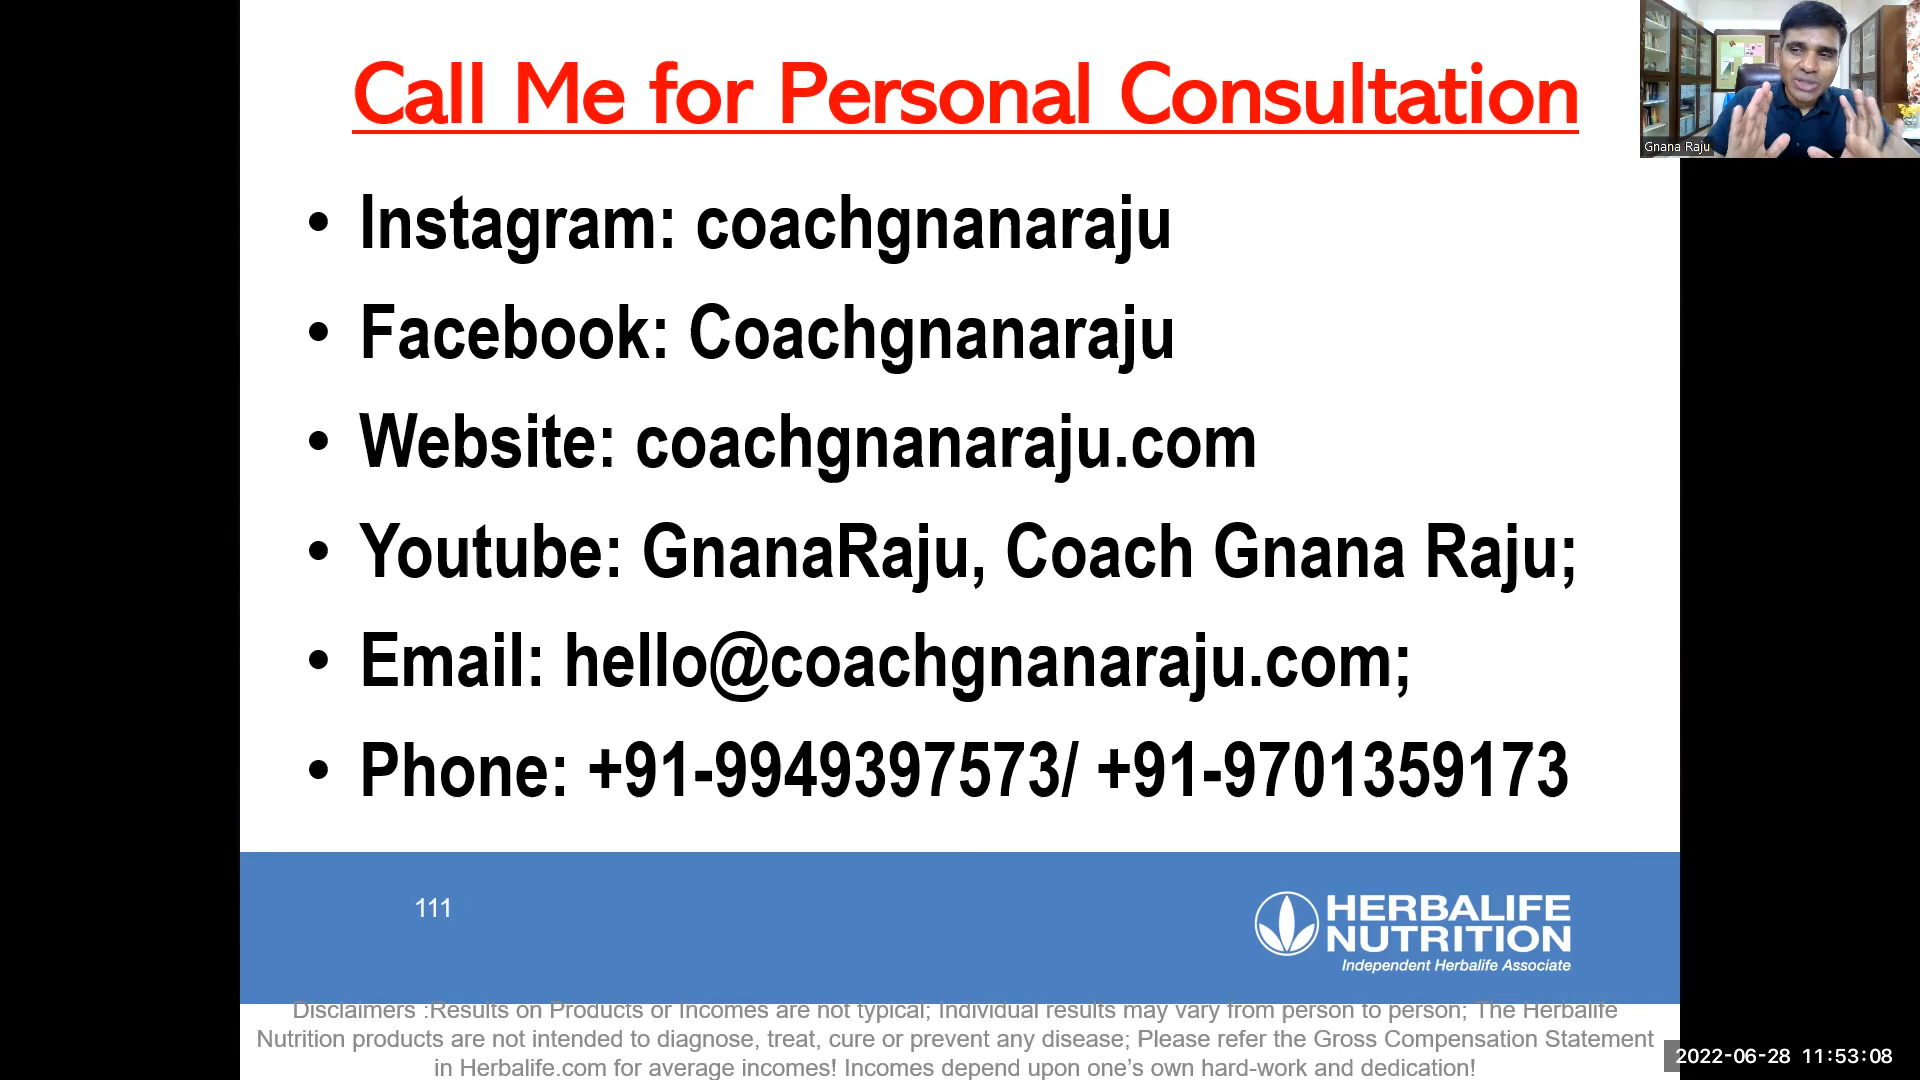 Call Me for Personal Consultation
Gnana Raju
• Instagram: coachgnanaraju
• Facebook: Coachgnanaraju
• Website: coachgnanaraju.com
• Youtube: GnanaRaju, Coach Gnana Raju;
• Email: hello@coachgnanaraju.com;
• Phone: +91-9949397573/ +91-9701359173
111
HERBALIFE
NUTRITION
Independent Herbalife Associate
Disclaimers :Results on Products or Incomes are not typical; Individual results may vary from person to person; The Herbalife
Nutrition products are not intended to diagnose, treat, cure or prevent any disease; Please refer the Gross Compensation Statement
in Herbalife.com for average incomes! Incomes depend upon one’s own hard-work and dedication!
2022-06-28 11:53:08